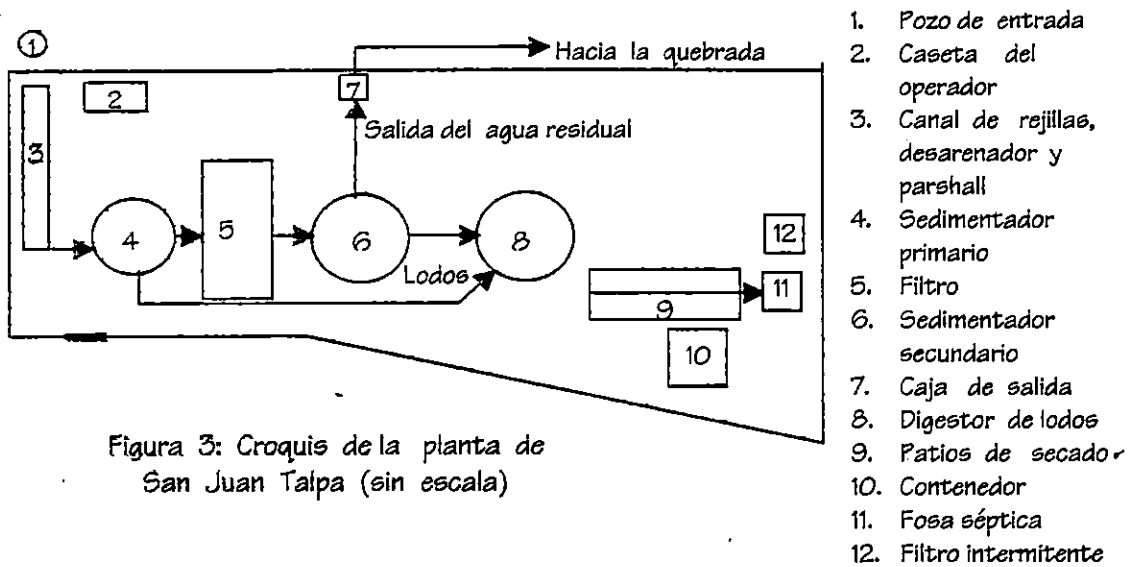 1
Hacia la quebrada
2
7
3
Salida del agua residual
4
5
6
8
Lodos
12
11
9
10
Figura 3: Croquis de la planta de
San Juan Talpa (sin escala)
1. Pozo de entrada
2. Caseta del
operador
3. Canal de rejillas,
desarenador y
parshall
4. Sedimentador
primario
5. Filtro
6. Sedimentador
secundario
7. Caja de salida
8. Digestor de lodos
9. Patios de secado
10. Contenedor
11. Fosa séptica
12. Filtro intermitente